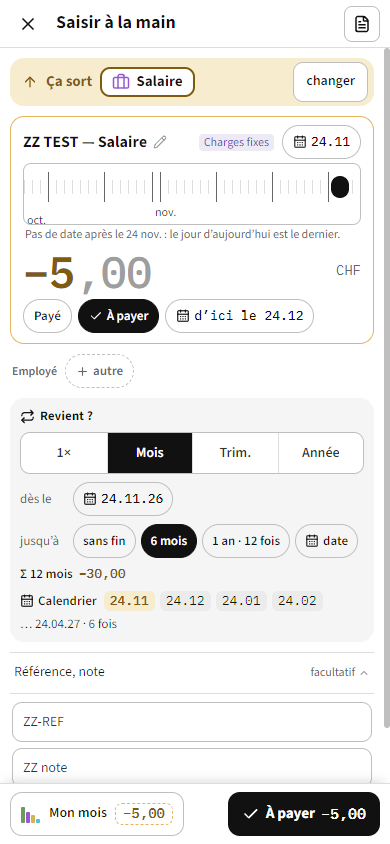 Saisir à la main
Ça sort Salaire changer
ZZ TEST — Salaire Charges fixes 24.11
oct. nov.
Pas de date après le 24 nov. : le jour d’aujourd’hui est le dernier.
−5,00 CHF
Payé À payer d’ici le 24.12
Employé + autre
Revient ?
1× Mois Trim. Année
dès le 24.11.26
jusqu’à sans fin 6 mois 1 an · 12 fois date
Σ 12 mois −30,00
Calendrier 24.11 24.12 24.01 24.02
… 24.04.27 · 6 fois
Référence, note facultatif
ZZ-REF
ZZ note
Mon mois −5,00 À payer −5,00